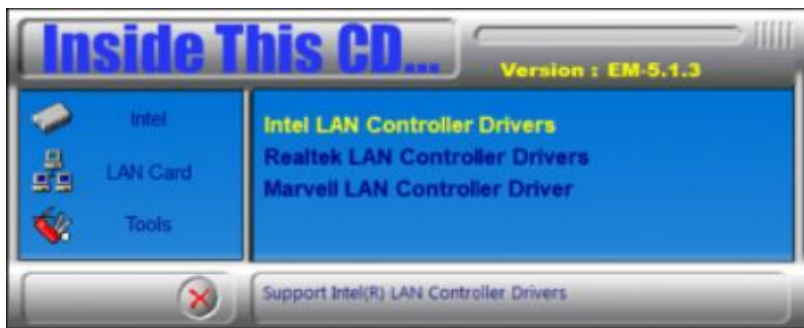 Inside This CD...
Version : EM-5.1.3
Intel
LAN Card
Tools
Intel LAN Controller Drivers
Realtek LAN Controller Drivers
Marvell LAN Controller Driver
Support Intel(R) LAN Controller Drivers